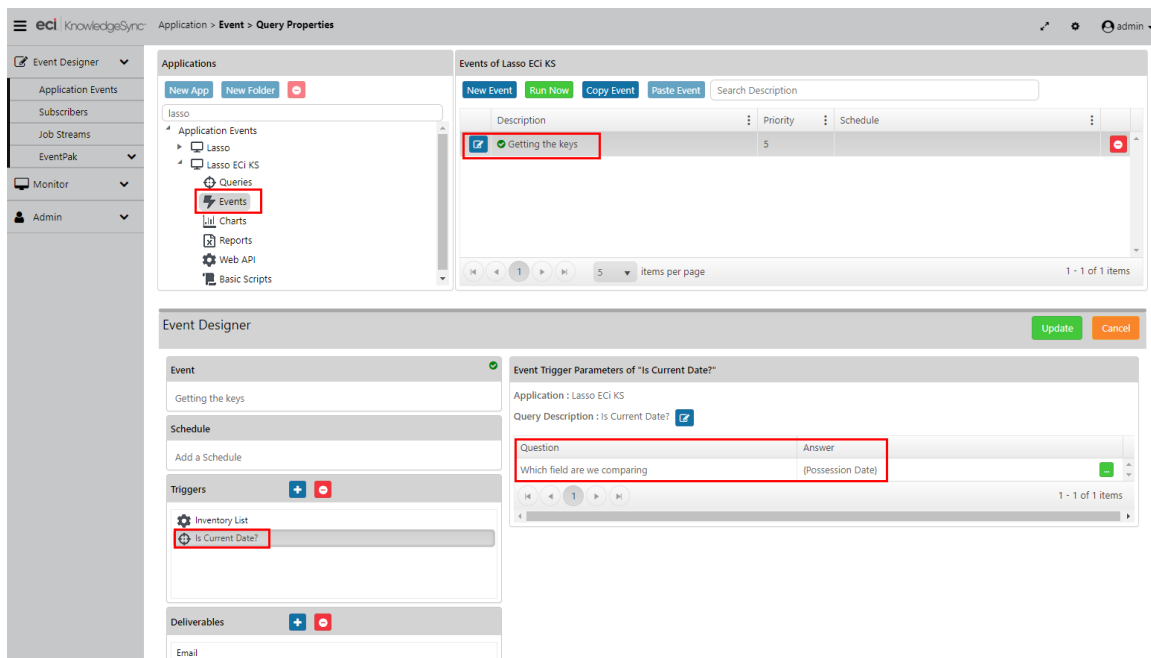 eci KnowledgeSync Application > Event > Query Properties admin
Event Designer
Application Events
Subscribers
Job Streams
EventPak
Monitor
Admin
Applications
New App New Folder
lasso
Application Events
Lasso
Lasso ECi KS
Queries
Events
Charts
Reports
Web API
Basic Scripts
Events of Lasso ECi KS
New Event Run Now Copy Event Paste Event Search Description
Description Priority Schedule
Getting the keys 5
1 5 items per page 1 - 1 of 1 items
Event Designer Update Cancel
Event
Getting the keys
Schedule
Add a Schedule
Triggers
Inventory List
Is Current Date?
Deliverables
Email
Event Trigger Parameters of "Is Current Date?"
Application : Lasso ECi KS
Query Description : Is Current Date?
Question Answer
Which field are we comparing {Possession Date} ...
1 1 - 1 of 1 items